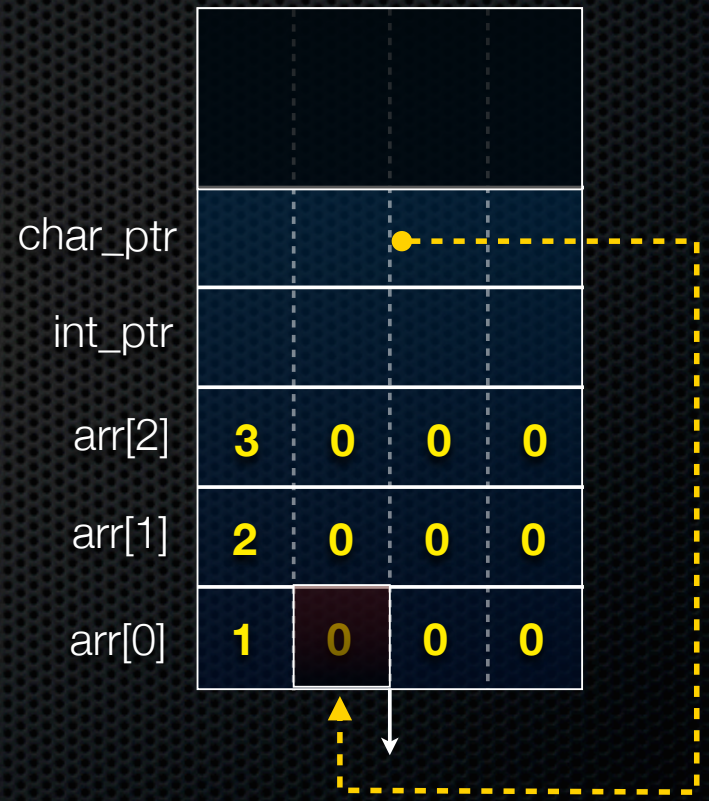 char_ptr
int_ptr
arr[2] 3 0 0 0
arr[1] 2 0 0 0
arr[0] 1 0 0 0